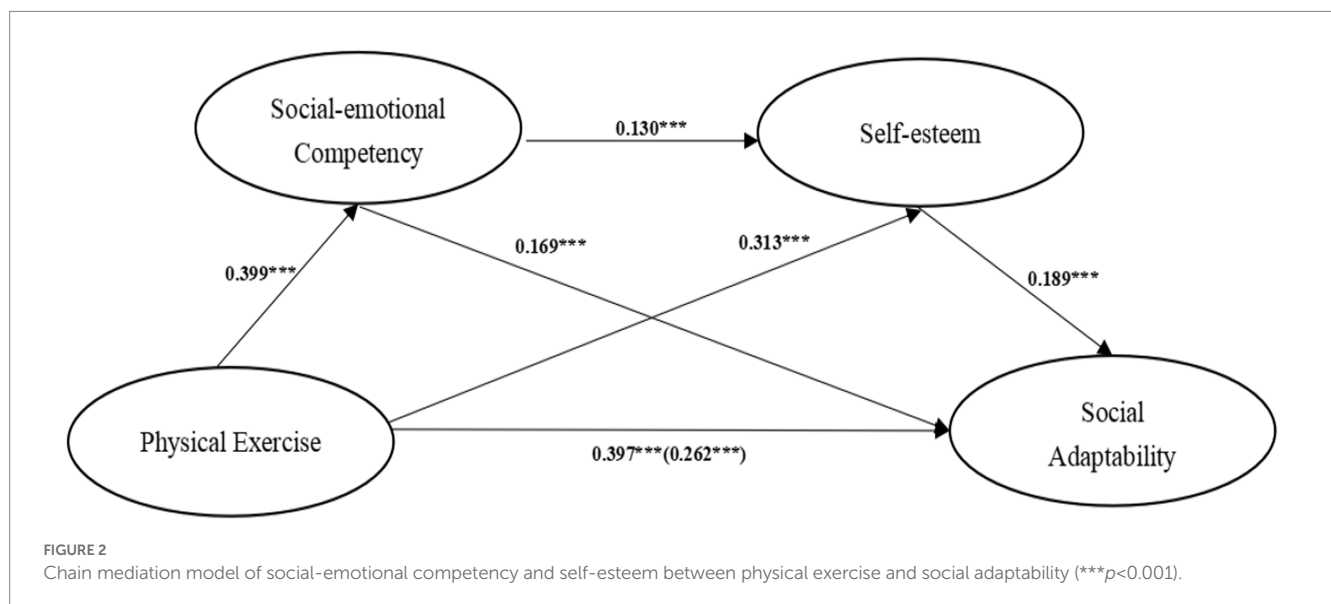 Social-emotional
Competency
0.130***
Self-esteem
0.399***
0.169***
0.313***
0.189***
Physical Exercise
0.397***(0.262***)
Social
Adaptability
FIGURE 2
Chain mediation model of social-emotional competency and self-esteem between physical exercise and social adaptability (***p<0.001).